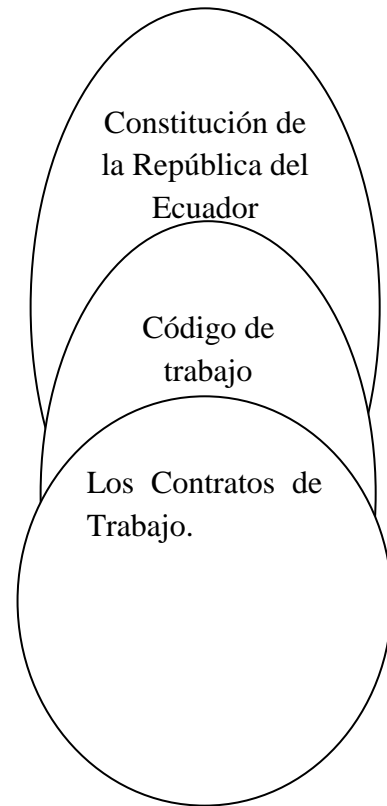 Constitución de
la República del
Ecuador
Código de
trabajo
Los Contratos de
Trabajo.